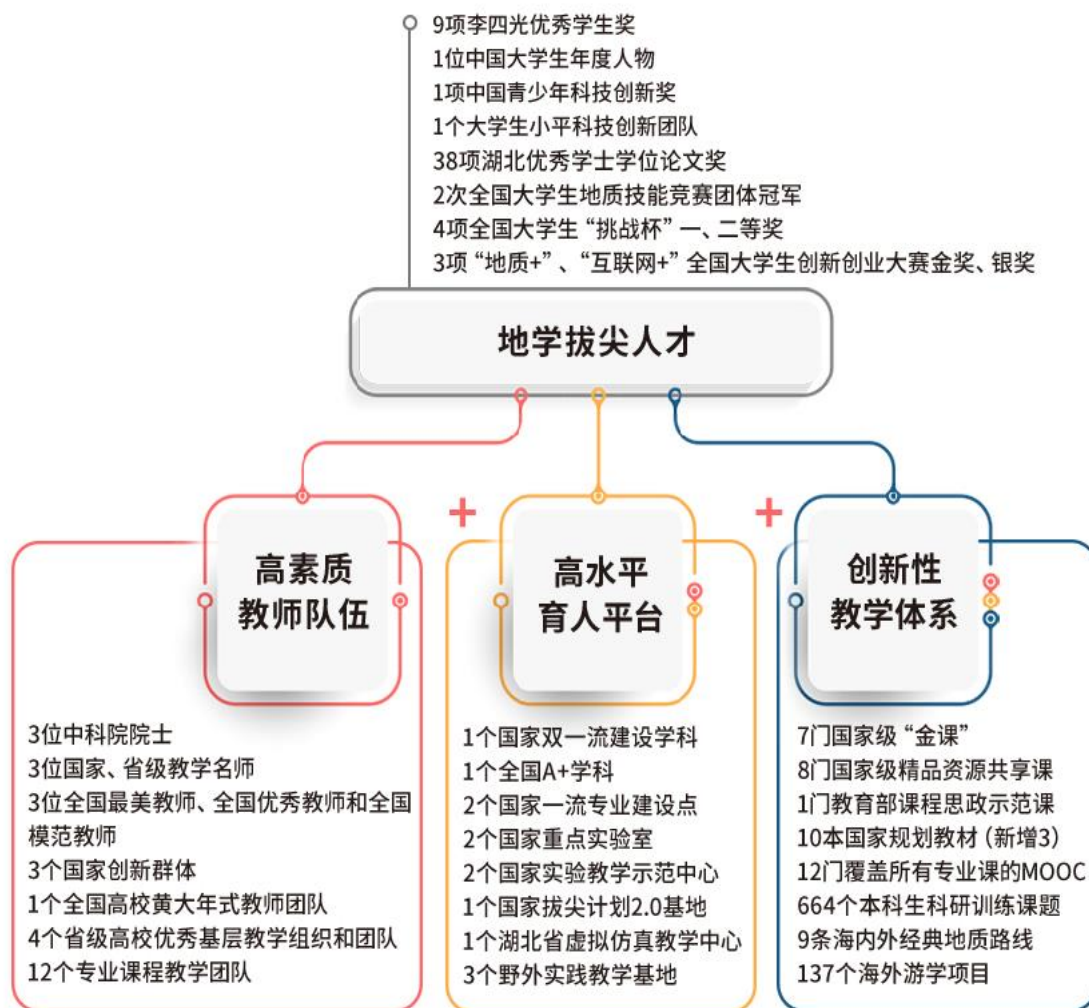 9项李四光优秀学生奖
1位中国大学生年度人物
1项中国青少年科技创新奖
1个大学生小平科技创新团队
38项湖北优秀学士学位论文奖
2次全国大学生地质技能竞赛团体冠军
4项全国大学生“挑战杯”一、二等奖
3项“地质+”、“互联网+”全国大学生创新创业大赛金奖、银奖
地学拔尖人才
高素质
教师队伍
3位中科院院士
3位国家、省级教学名师
3位全国最美教师、全国优秀教师和全国
模范教师
3个国家创新群体
1个全国高校黄大年式教师团队
4个省级高校优秀基层教学组织和团队
12个专业课程教学团队
+
高水平
育人平台
1个国家双一流建设学科
1个全国A+学科
2个国家一流专业建设点
2个国家重点实验室
2个国家实验教学示范中心
1个国家拔尖计划2.0基地
1个湖北省虚拟仿真教学中心
3个野外实践教学基地
+
创新性
教学体系
7门国家级“金课”
8门国家级精品资源共享课
1门教育部课程思政示范课
10本国家规划教材(新增3)
12门覆盖所有专业课的MOOC
664个本科生科研训练课题
9条海内外经典地质路线
137个海外游学项目